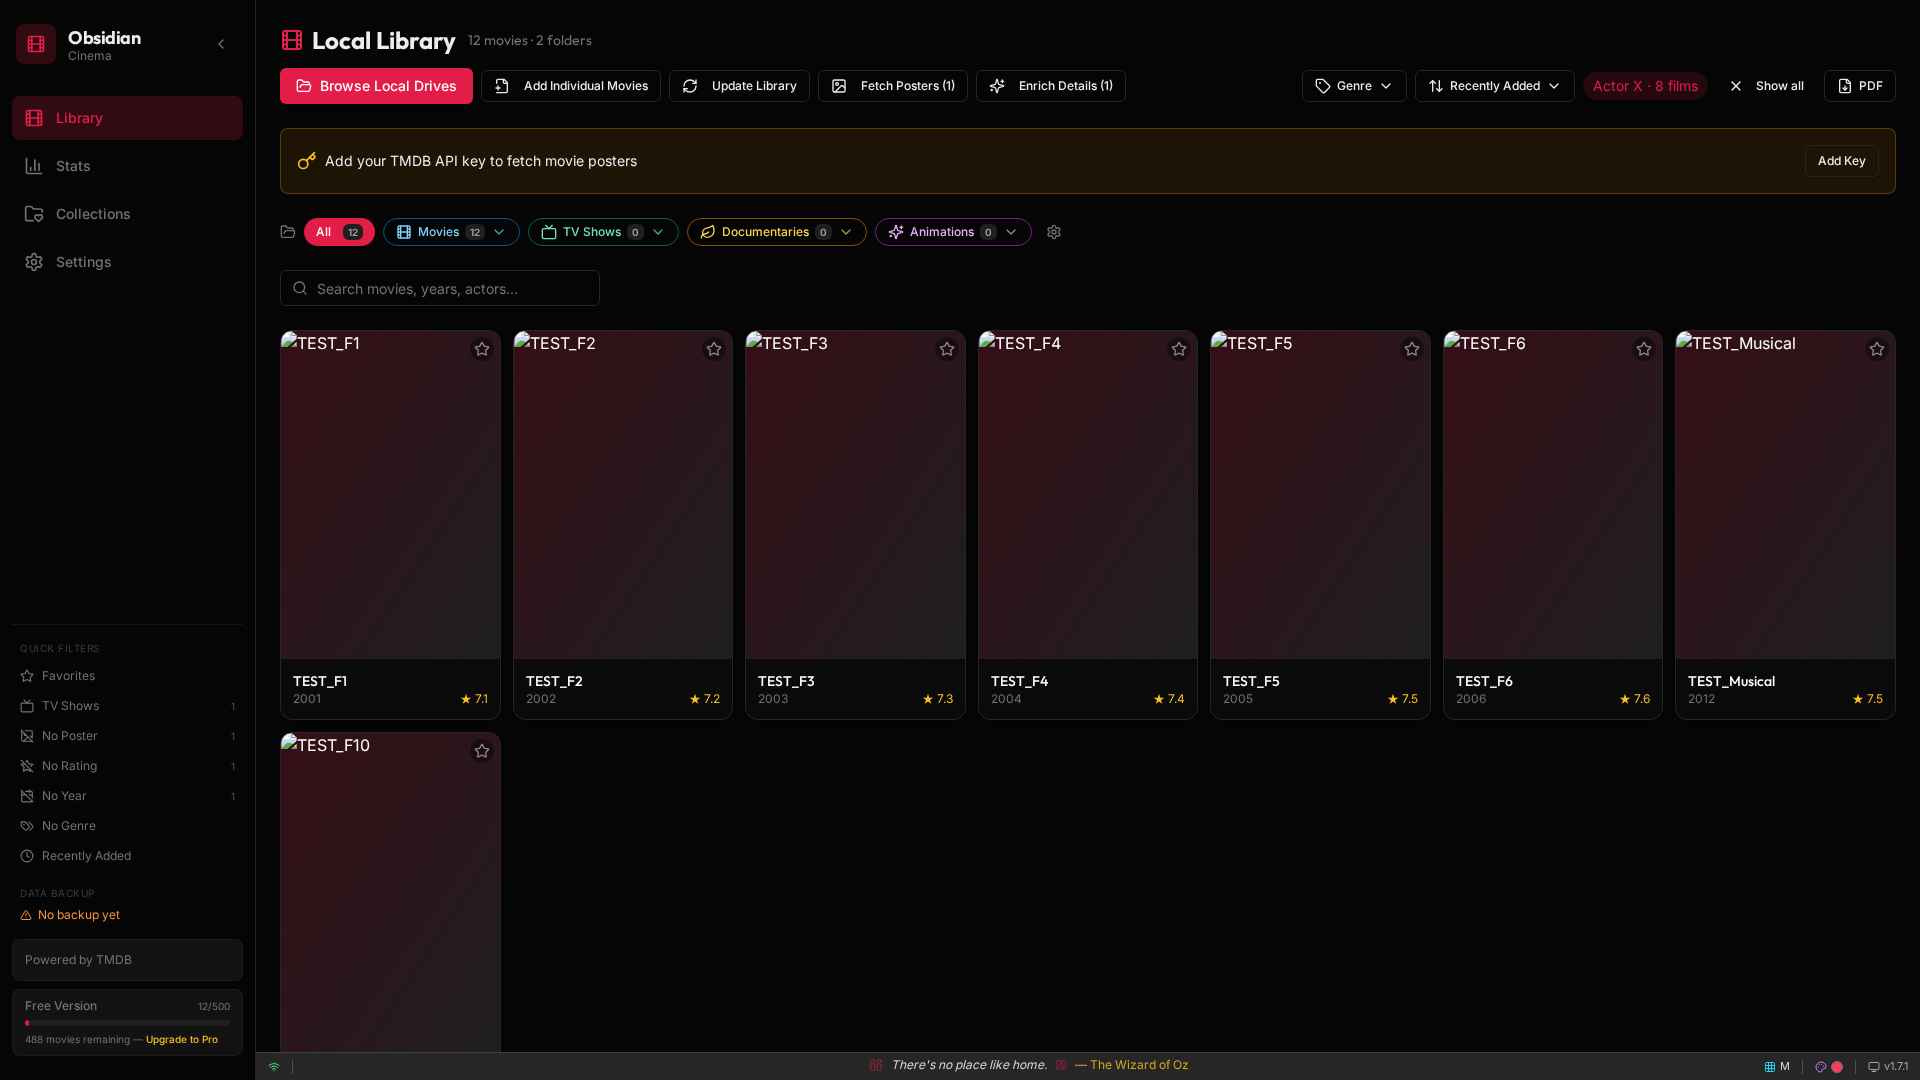 Obsidian
Cinema
Library
Stats
Collections
Settings
QUICK FILTERS
Favorites
TV Shows 1
No Poster 1
No Rating 1
No Year 1
No Genre
Recently Added
DATA BACKUP
No backup yet
Powered by TMDB
Free Version 12/500
488 movies remaining — Upgrade to Pro
Local Library 12 movies · 2 folders
Browse Local Drives Add Individual Movies Update Library Fetch Posters (1) Enrich Details (1) Genre Recently Added Actor X · 8 films Show all PDF
Add your TMDB API key to fetch movie posters Add Key
All 12 Movies 12 TV Shows 0 Documentaries 0 Animations 0
Search movies, years, actors...
TEST_F1 TEST_F2 TEST_F3 TEST_F4 TEST_F5 TEST_F6 TEST_Musical
TEST_F1 TEST_F2 TEST_F3 TEST_F4 TEST_F5 TEST_F6 TEST_Musical
2001 ★ 7.1 2002 ★ 7.2 2003 ★ 7.3 2004 ★ 7.4 2005 ★ 7.5 2006 ★ 7.6 2012 ★ 7.5
TEST_F10
There's no place like home. — The Wizard of Oz M v1.7.1